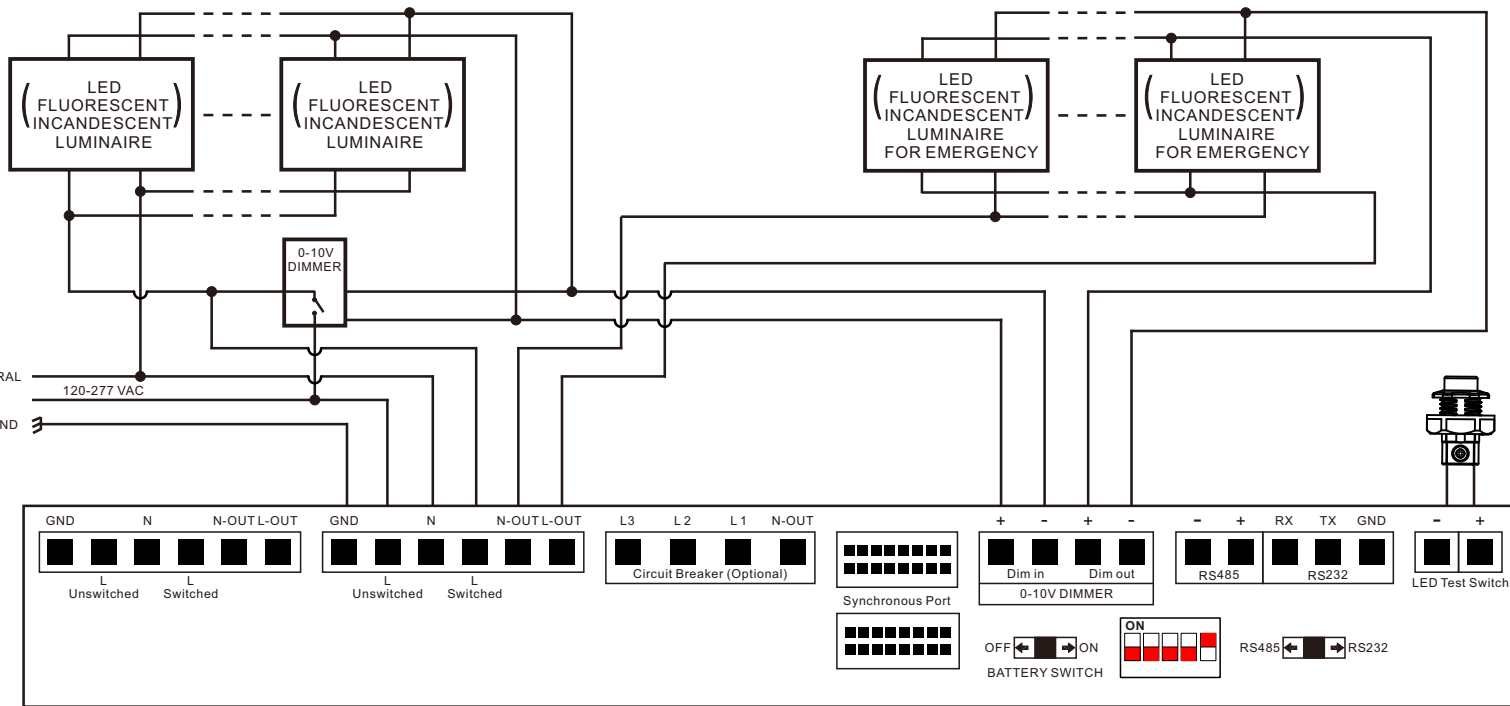 ( LED
FLUORESCENT
INCANDESCENT )
LUMINAIRE
( LED
FLUORESCENT
INCANDESCENT )
LUMINAIRE
( LED
FLUORESCENT
INCANDESCENT )
LUMINAIRE
FOR EMERGENCY
( LED
FLUORESCENT
INCANDESCENT )
LUMINAIRE
FOR EMERGENCY
0-10V
DIMMER
RAL
120-277 VAC
ND
GND N N-OUT L-OUT
L L
Unswitched Switched
GND N N-OUT L-OUT
L L
Unswitched Switched
L3 L2 L1 N-OUT
Circuit Breaker (Optional)
Synchronous Port
+ - + -
Dim in Dim out
0-10V DIMMER
- + RX TX GND
RS485 RS232
- +
LED Test Switch
OFF ON
BATTERY SWITCH
ON
RS485 RS232